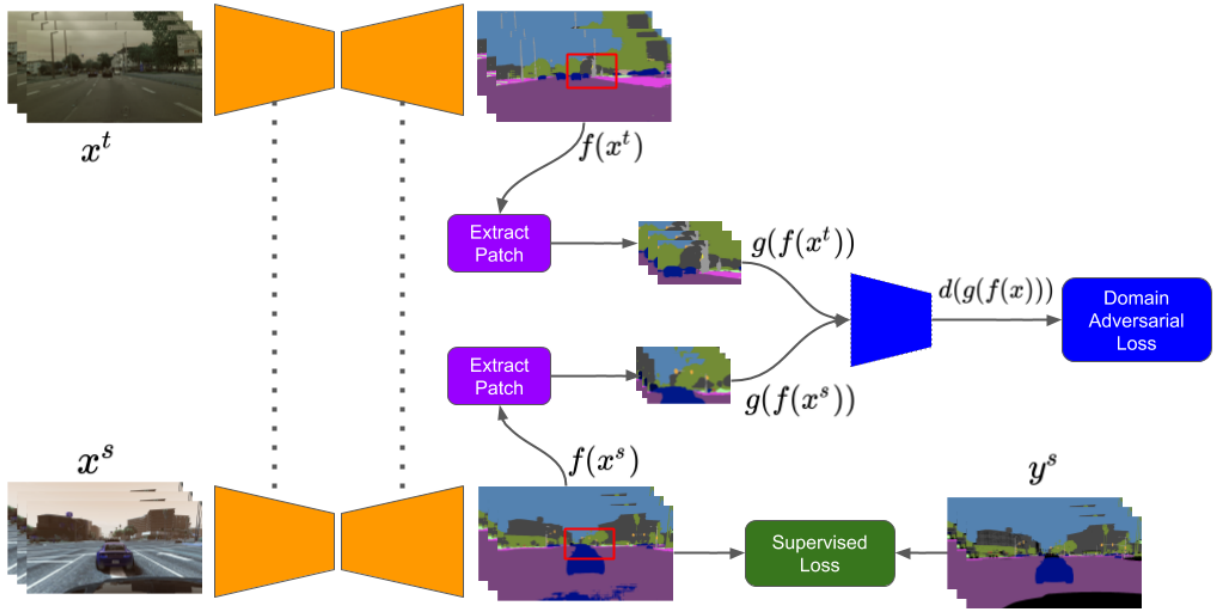 x^t
f(x^t)
Extract
Patch
g(f(x^t))
d(g(f(x)))
Domain
Adversarial
Loss
Extract
Patch
g(f(x^s))
x^s
f(x^s)
y^s
Supervised
Loss